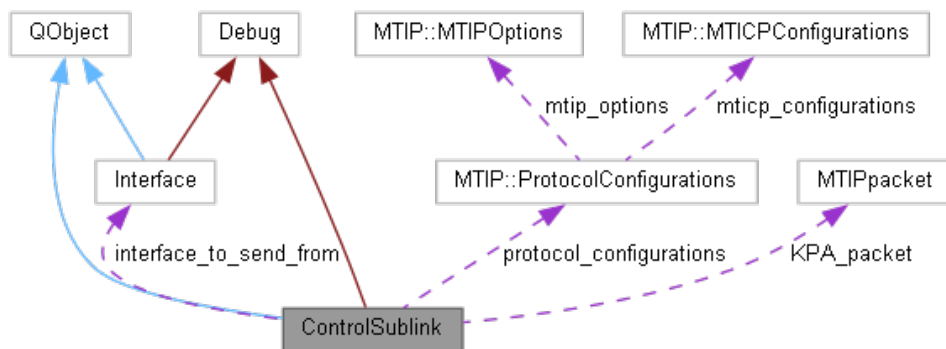 QObject
Debug
MTIP::MTIPOptions
MTIP::MTICPConfigurations
mtip_options
mticp_configurations
Interface
MTIP::ProtocolConfigurations
MTIPpacket
interface_to_send_from
protocol_configurations
KPA_packet
ControlSublink